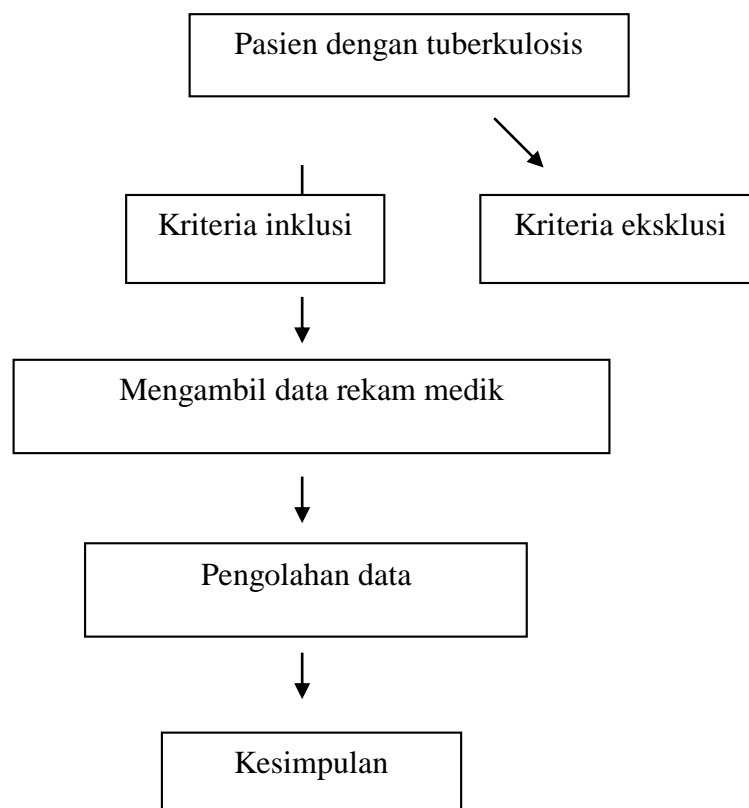 Pasien dengan tuberkulosis
Kriteria inklusi
Kriteria eksklusi
Mengambil data rekam medik
Pengolahan data
Kesimpulan